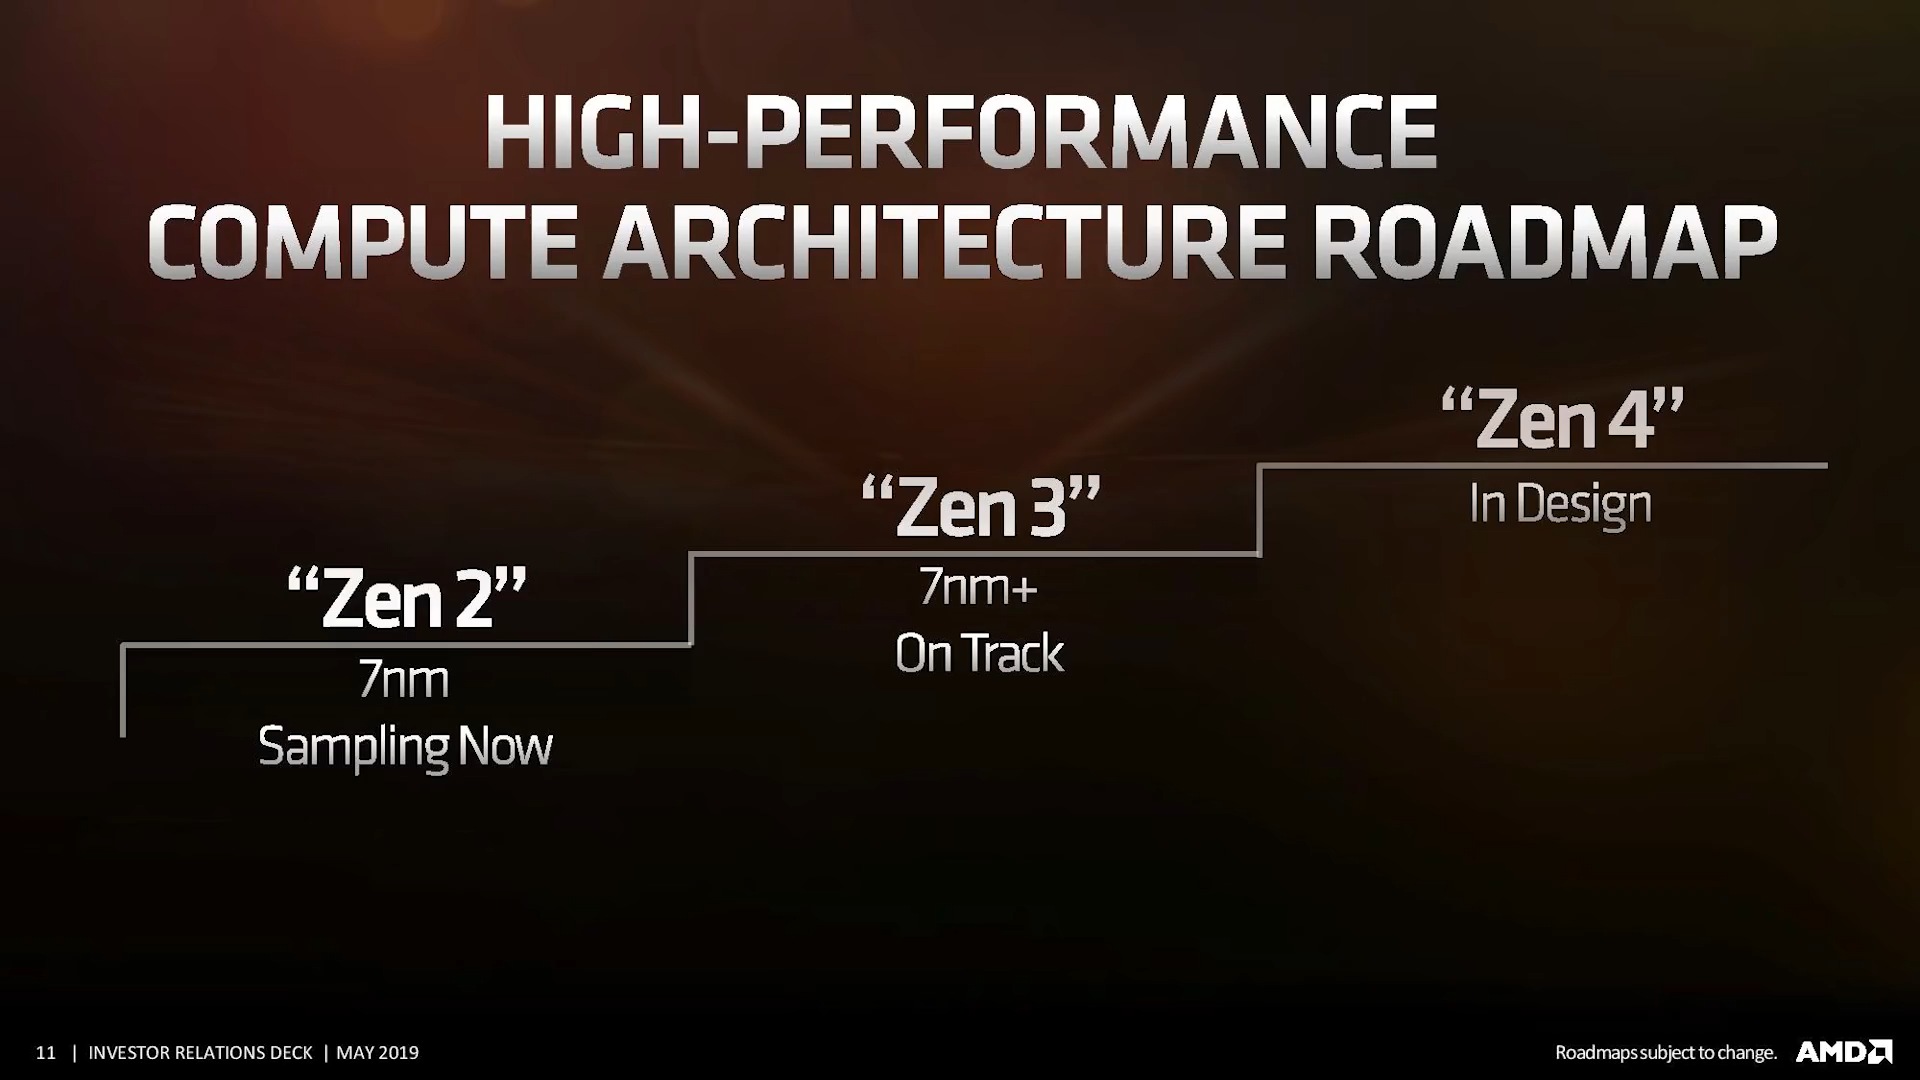 HIGH-PERFORMANCE
COMPUTE ARCHITECTURE ROADMAP
“Zen 2”
7nm
Sampling Now
“Zen 3”
7nm+
On Track
“Zen 4”
In Design
11 | INVESTOR RELATIONS DECK | MAY 2019
Roadmaps subject to change.
AMD